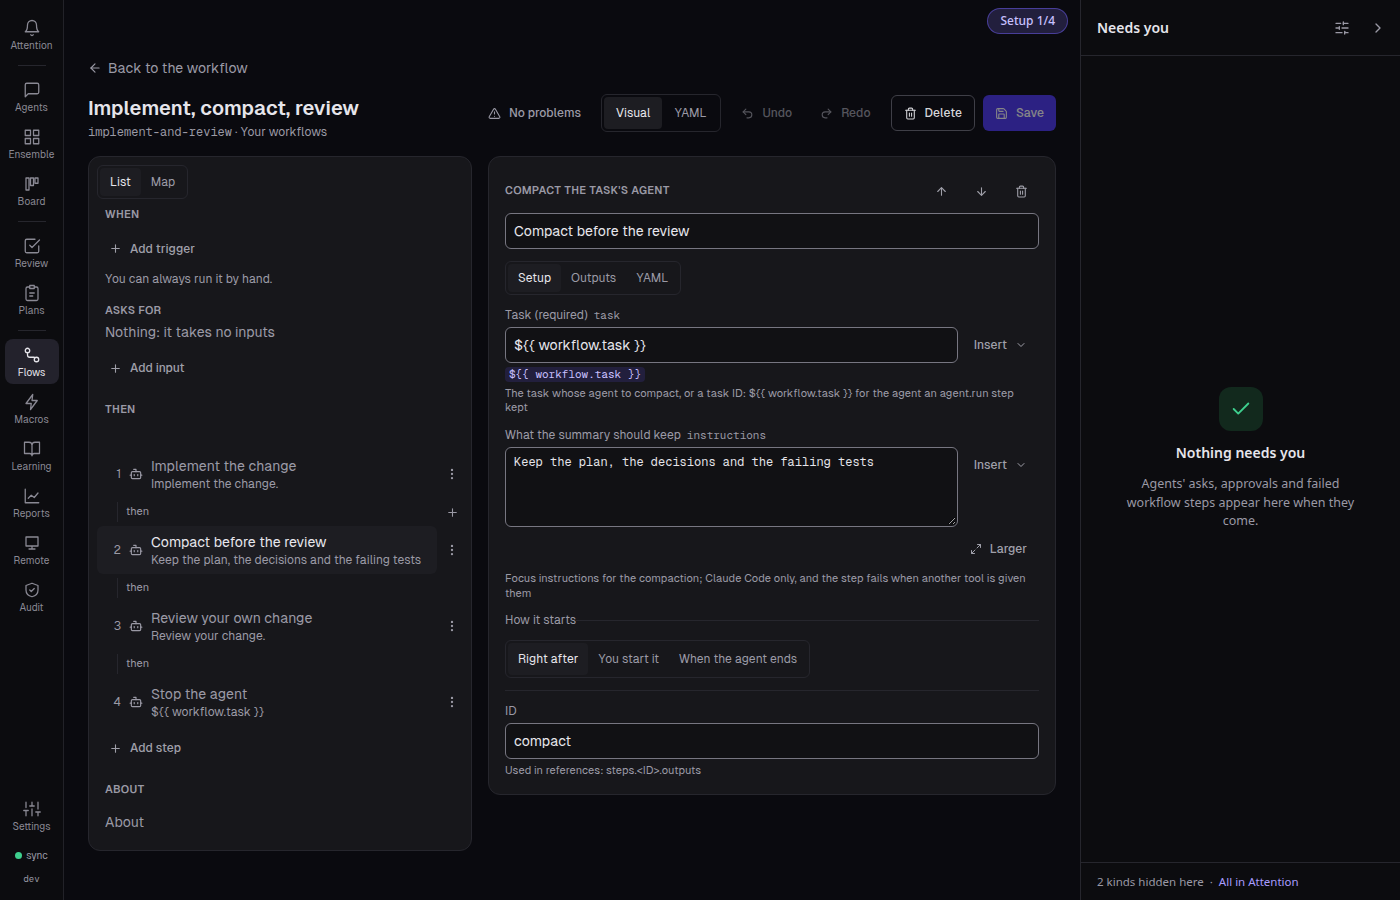 Attention
Agents
Ensemble
Board
Review
Plans
Flows
Macros
Learning
Reports
Remote
Audit
Settings
sync
dev
Setup 1/4
Back to the workflow
Implement, compact, review
implement-and-review · Your workflows
No problems
Visual
YAML
Undo
Redo
Delete
Save
List
Map
WHEN
Add trigger
You can always run it by hand.
ASKS FOR
Nothing: it takes no inputs
Add input
THEN
1 Implement the change
Implement the change.
then
2 Compact before the review
Keep the plan, the decisions and the failing tests
then
3 Review your own change
Review your change.
then
4 Stop the agent
${{ workflow.task }}
Add step
ABOUT
About
COMPACT THE TASK'S AGENT
Compact before the review
Setup
Outputs
YAML
Task (required) task
${{ workflow.task }}
Insert
${{ workflow.task }}
The task whose agent to compact, or a task ID: ${{ workflow.task }} for the agent an agent.run step
kept
What the summary should keep instructions
Keep the plan, the decisions and the failing tests
Insert
Larger
Focus instructions for the compaction; Claude Code only, and the step fails when another tool is given
them
How it starts
Right after
You start it
When the agent ends
ID
compact
Used in references: steps.<ID>.outputs
Needs you
Nothing needs you
Agents' asks, approvals and failed
workflow steps appear here when they
come.
2 kinds hidden here · All in Attention